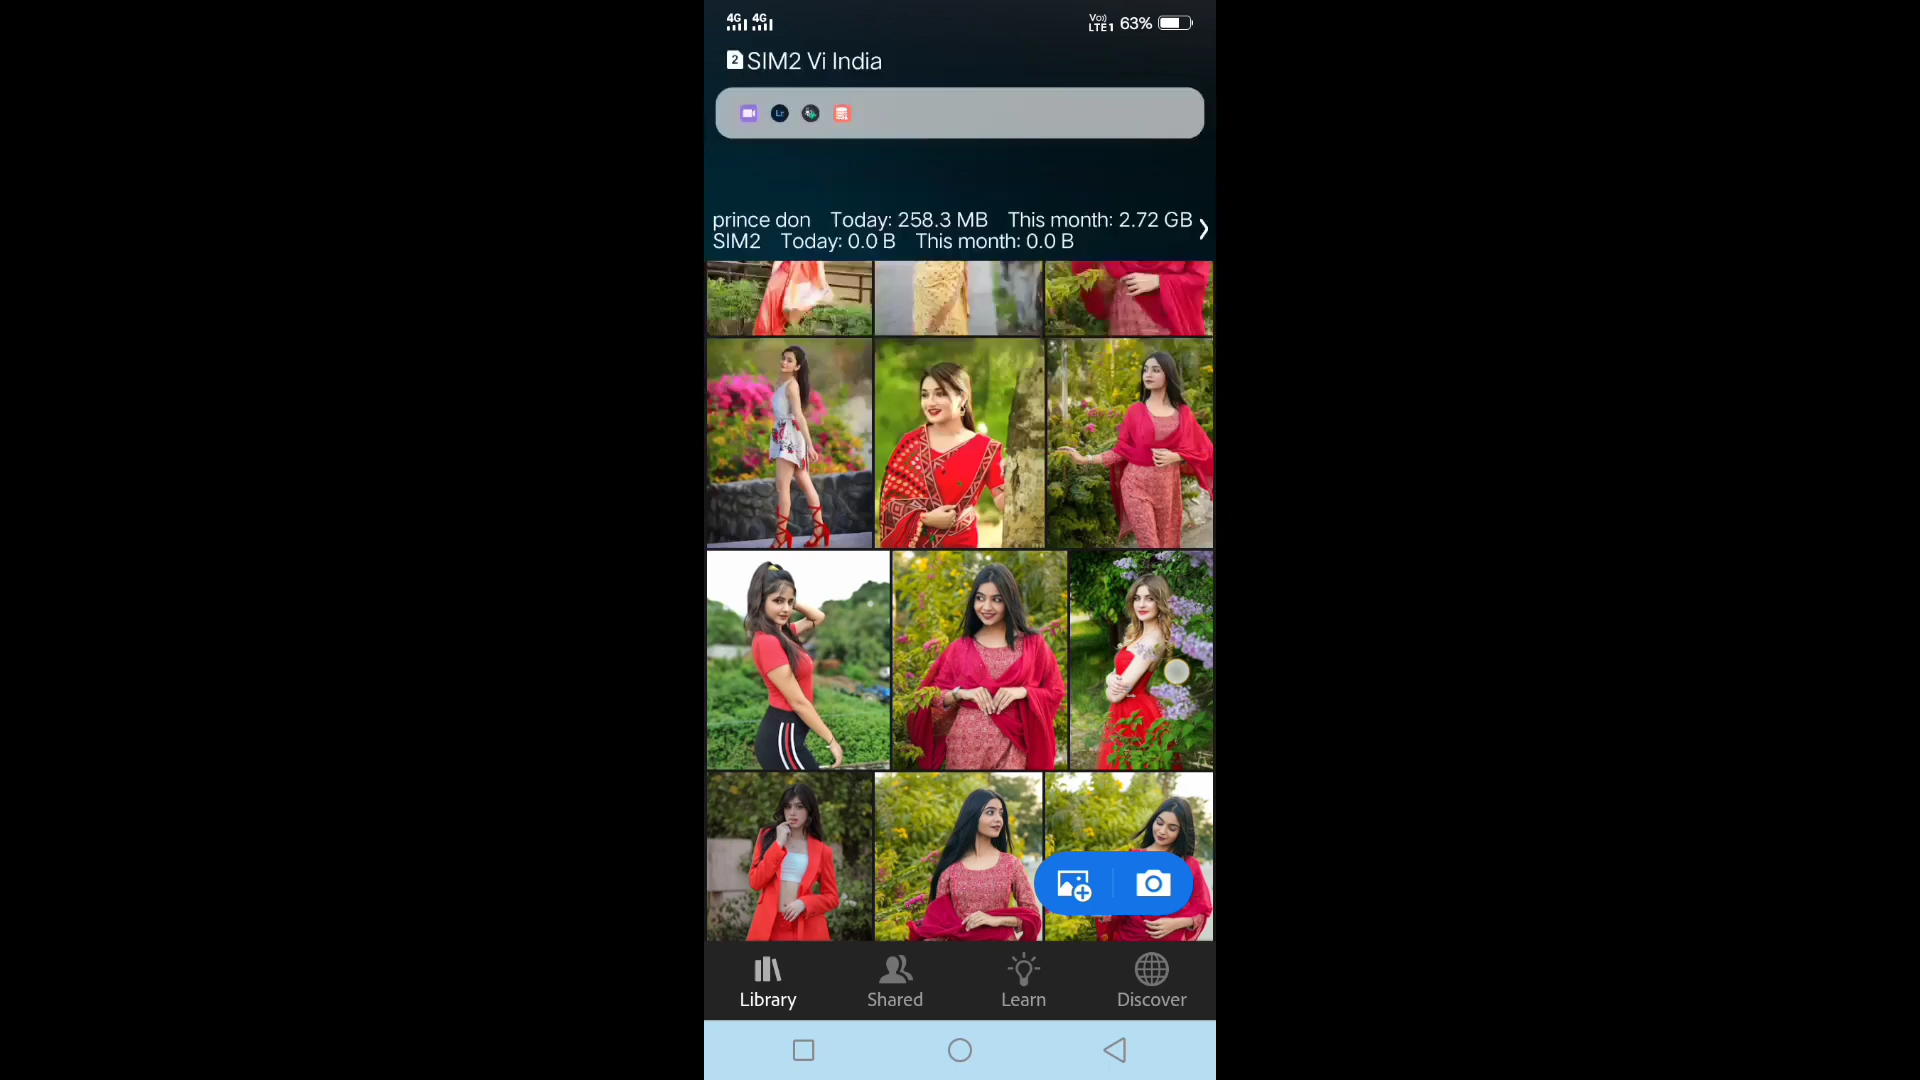 4G 4G
Vo)) LTE1 63%
2 SIM2 Vi India
Lr
prince don Today: 258.3 MB This month: 2.72 GB
SIM2 Today: 0.0 B This month: 0.0 B
Library Shared Learn Discover